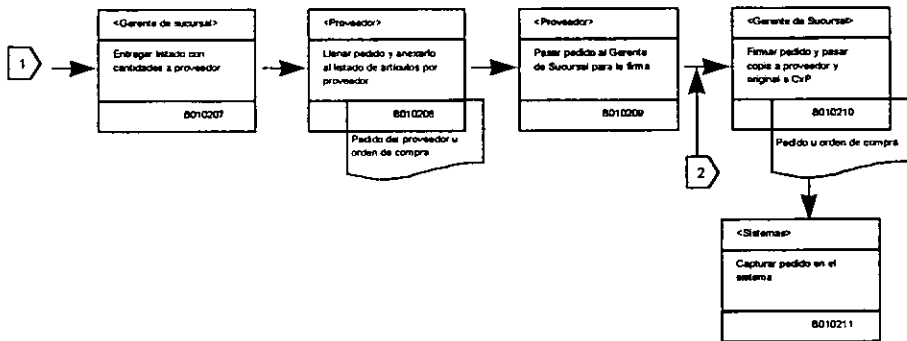 1
<Gerente de sucursal>
Entregar listado con
cantidades a proveedor
8010207
<Proveedor>
Llenar pedido y anexarlo
al listado de artículos por
proveedor
8010208
Pedido del proveedor u
orden de compra
<Proveedor>
Pasar pedido al Gerente
de Sucursal para la firma
8010209
2
<Gerente de Sucursal>
Firmar pedido y pasar
copia a proveedor y
original a CxP
8010210
Pedido u orden de compra
<Sistemas>
Capturar pedido en el
sistema
8010211